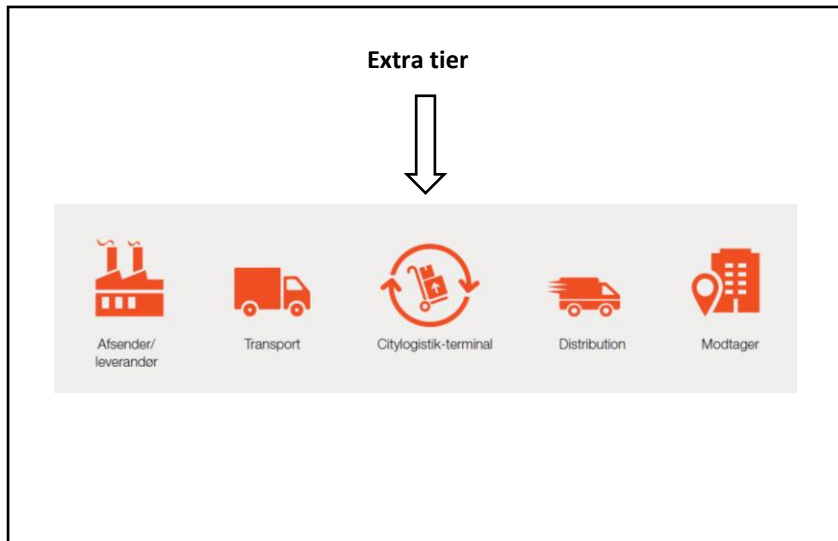 Extra tier
Afsender/
leverandør
Transport
Citylogistik-terminal
Distribution
Modtager